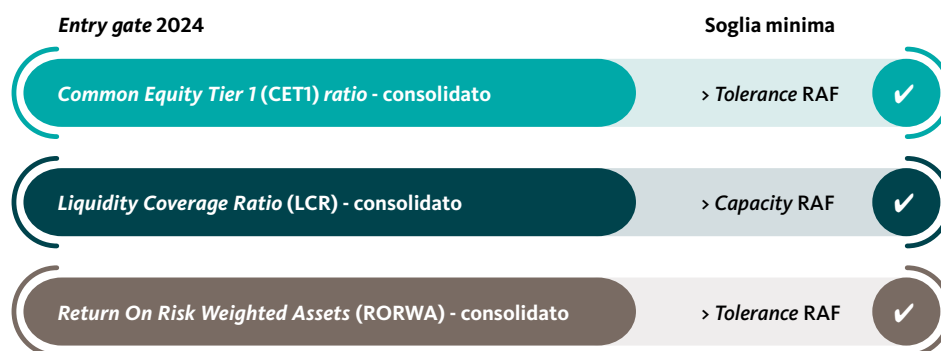 Entry gate 2024 Soglia minima
Common Equity Tier 1 (CET1) ratio - consolidato > Tolerance RAF
Liquidity Coverage Ratio (LCR) - consolidato > Capacity RAF
Return On Risk Weighted Assets (RORWA) - consolidato > Tolerance RAF